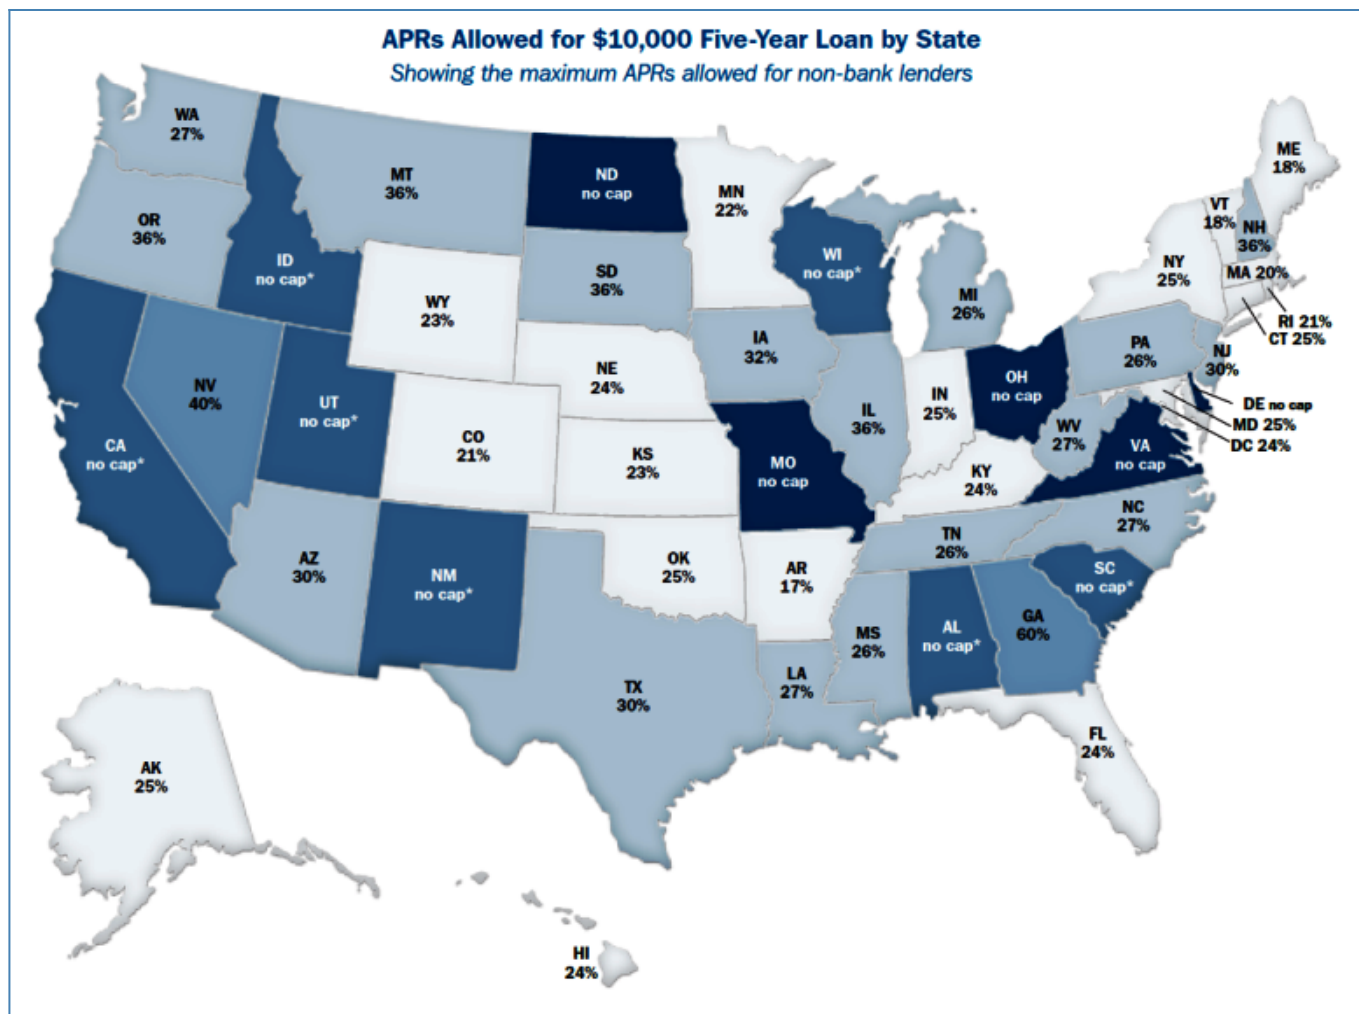 APRs Allowed for $10,000 Five-Year Loan by State
Showing the maximum APRs allowed for non-bank lenders
WA
27%
OR
36%
ID
no cap*
MT
36%
ND
no cap
MN
22%
WI
no cap*
MI
26%
ME
18%
VT
18%
NH
36%
NY
25%
MA 20%
RI 21%
CT 25%
SD
36%
WY
23%
IA
32%
NE
24%
PA
26%
NJ
30%
OH
no cap
IN
25%
IL
36%
DE no cap
MD 25%
DC 24%
WV
27%
VA
no cap
NV
40%
UT
no cap*
CA
no cap*
CO
21%
KS
23%
MO
no cap
KY
24%
NC
27%
TN
26%
SC
no cap*
AZ
30%
NM
no cap*
OK
25%
AR
17%
MS
26%
AL
no cap*
GA
60%
LA
27%
TX
30%
FL
24%
AK
25%
HI
24%